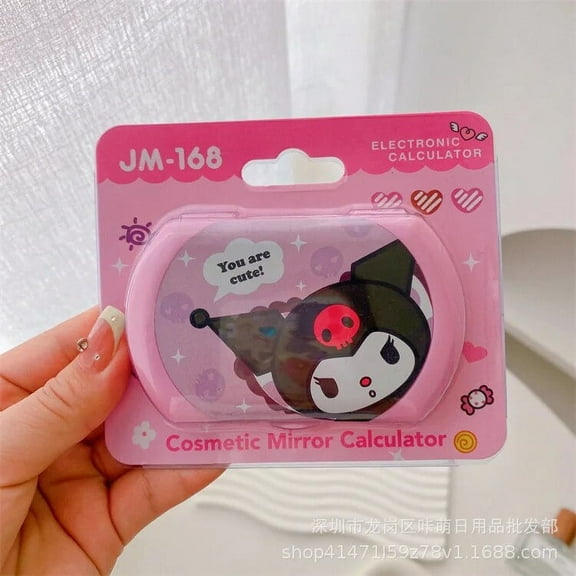 JM-168
ELECTRONIC
CALCULATOR
You are
cute!
Cosmetic Mirror Calculator
深圳市龙岗区咔萌日用品批发部
shop41471l59z78v1.1688.com